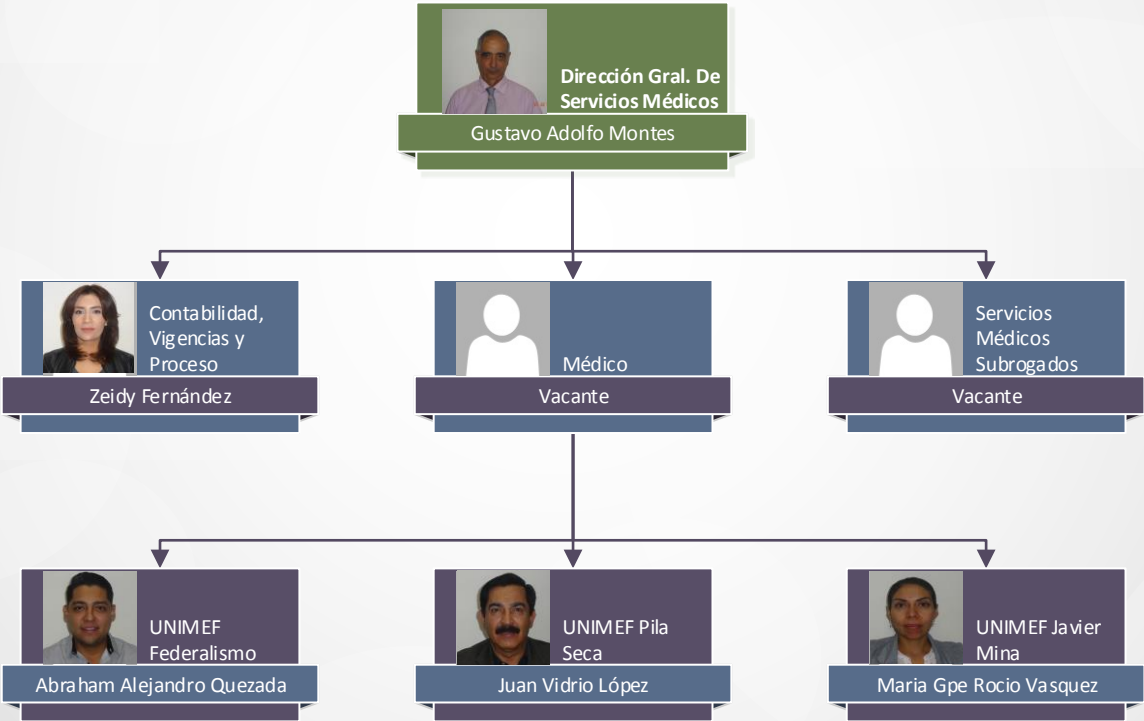 Dirección Gral. De
Servicios Médicos
Gustavo Adolfo Montes
Contabilidad,
Vigencias y
Proceso
Zeidy Fernández
Médico
Vacante
Servicios
Médicos
Subrogados
Vacante
UNIMEF
Federalismo
Abraham Alejandro Quezada
UNIMEF Pila
Seca
Juan Vidrio López
UNIMEF Javier
Mina
Maria Gpe Rocio Vasquez